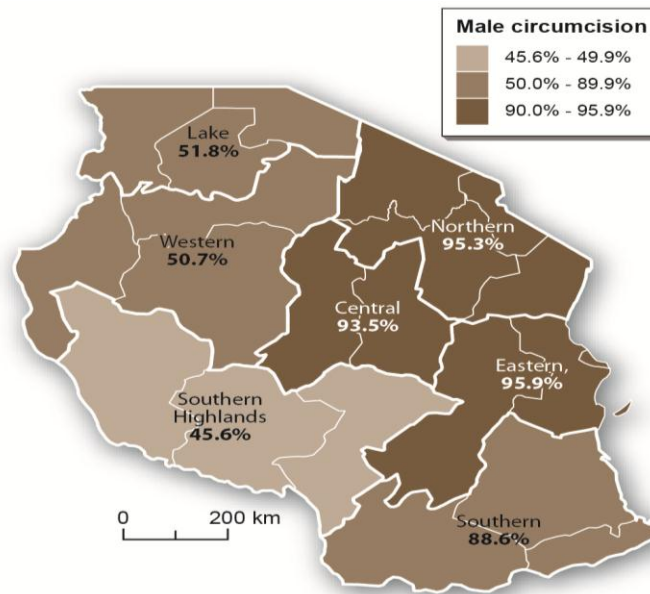 Male circumcision
45.6% - 49.9%
50.0% - 89.9%
90.0% - 95.9%
Lake
51.8%
Northern
95.3%
Western
50.7%
Central
93.5%
Eastern,
95.9%
Southern
Highlands
45.6%
0 200 km
Southern
88.6%